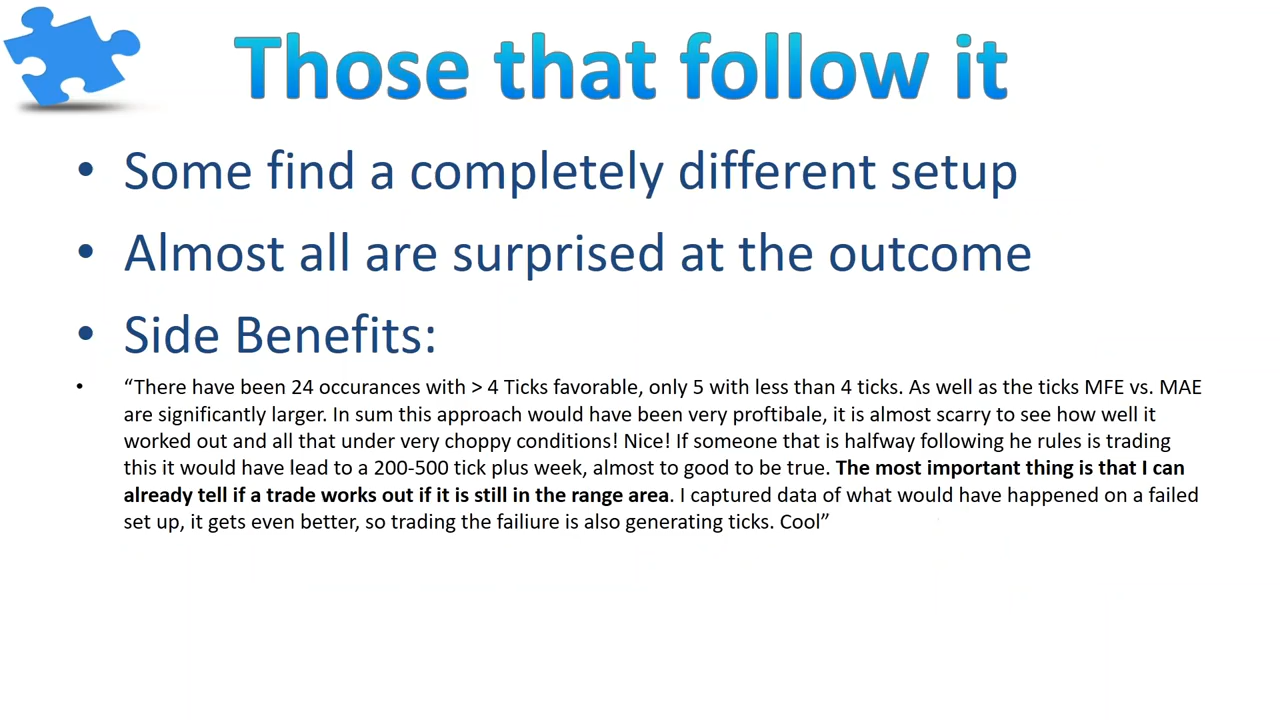 Those that follow it
• Some find a completely different setup
• Almost all are surprised at the outcome
• Side Benefits:
• “There have been 24 occurances with > 4 Ticks favorable, only 5 with less than 4 ticks. As well as the ticks MFE vs. MAE
are significantly larger. In sum this approach would have been very proftibale, it is almost scarry to see how well it
worked out and all that under very choppy conditions! Nice! If someone that is halfway following he rules is trading
this it would have lead to a 200-500 tick plus week, almost to good to be true. The most important thing is that I can
already tell if a trade works out if it is still in the range area. I captured data of what would have happened on a failed
set up, it gets even better, so trading the failiure is also generating ticks. Cool”